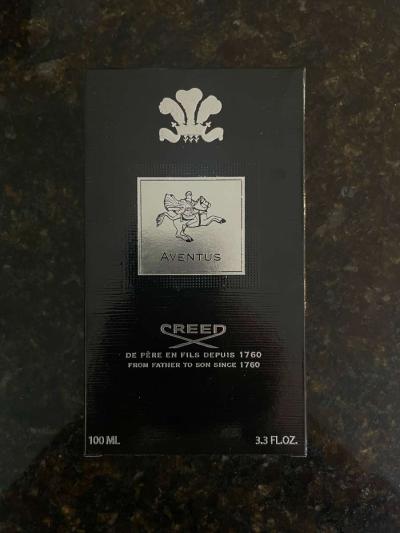 AVENTUS
CREED
DE PÈRE EN FILS DEPUIS 1760
FROM FATHER TO SON SINCE 1760
100 ML 3.3 FL.OZ.